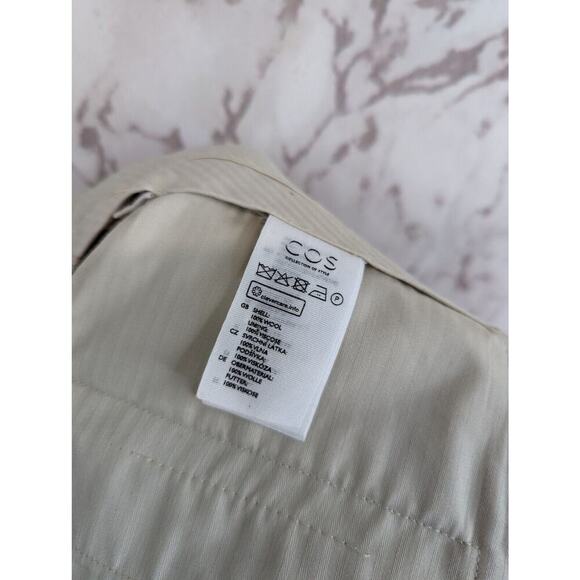 COS
COLLECTION OF STYLE
P
clevercare.info
GB SHELL:
100% WOOL
LINING:
100% VISCOSE
CZ SVRCHNÍ LÁTKA:
100% VLNA
PODŠÍVKA:
100% VISKÓZA
DE OBERMATERIAL:
100% WOLLE
FUTTER:
100% VISKOSE